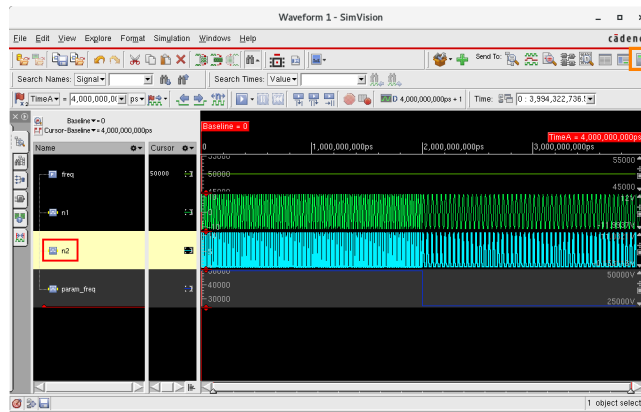 Waveform 1 - SimVision
File Edit View Explore Format Simulation Windows Help
cādenc
Send To:
Search Names: Signal
Search Times: Value
TimeA = 4,000,000,0( ps
D 4,000,000,000ps + 1
Time: 0 : 3,994,322,736.!
Baseline = 0
Cursor-Baseline = 4,000,000,000ps
Baseline = 0
TimeA = 4,000,000,000ps
Name
Cursor
0
1,000,000,000ps
2,000,000,000ps
3,000,000,000ps
55000
freq
50000
50000
45000
n1
n2
param_freq
50000V
40000
30000
25000V
1 object select